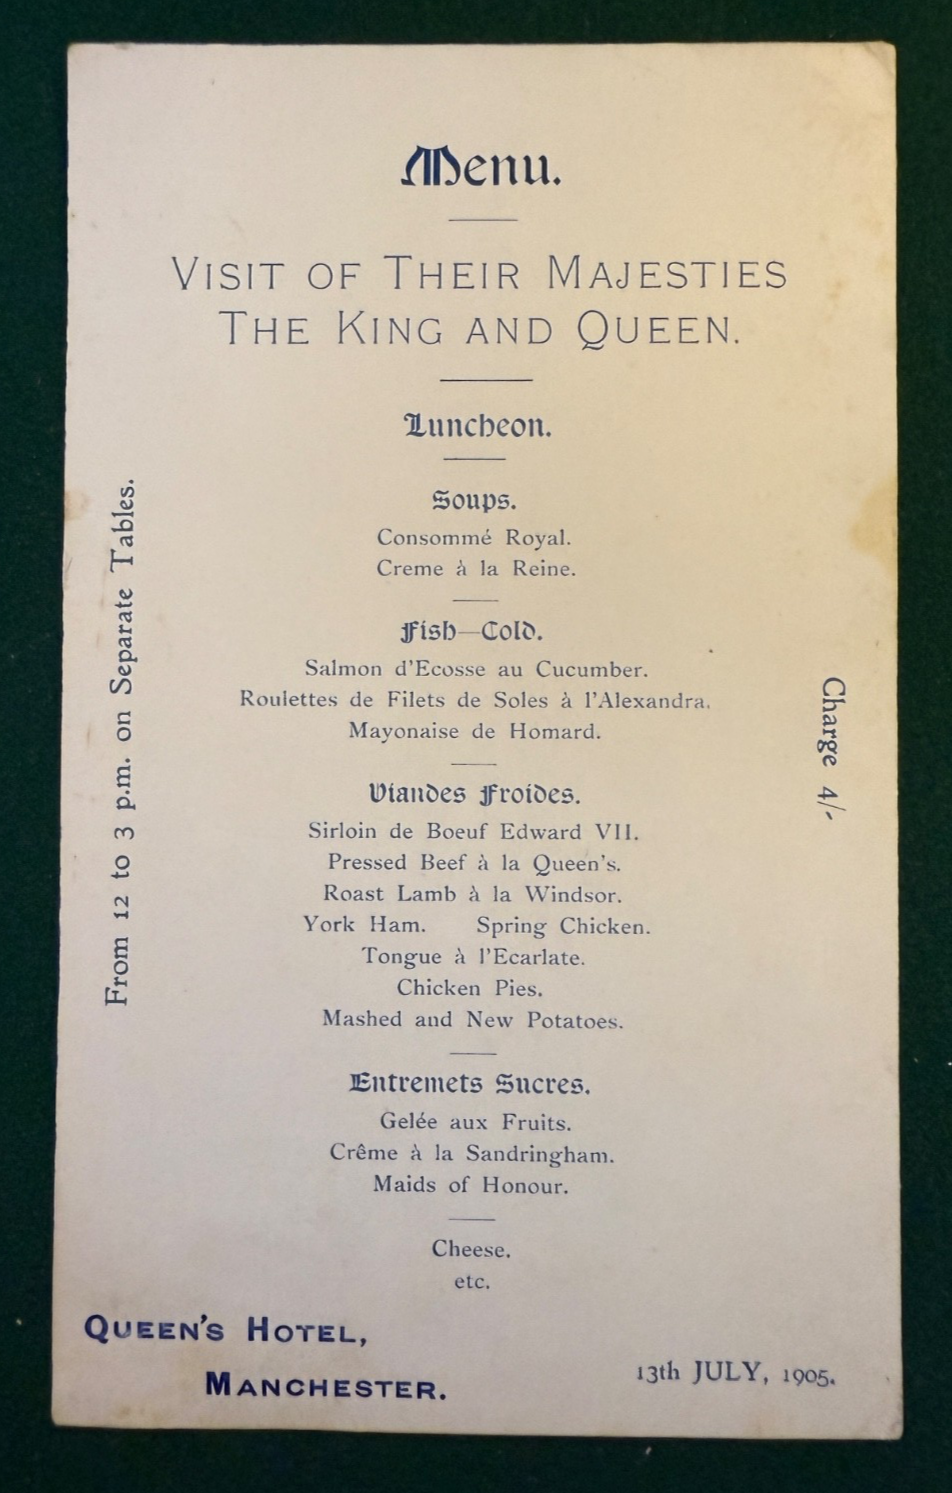 Menu.
VISIT OF THEIR MAJESTIES
THE KING AND QUEEN.
Luncheon.
Soups.
Consommé Royal.
Creme à la Reine.
Fish—Cold.
Salmon d'Ecosse au Cucumber.
Roulettes de Filets de Soles à l'Alexandra.
Mayonaise de Homard.
Viandes Froides.
Sirloin de Boeuf Edward VII.
Pressed Beef à la Queen's.
Roast Lamb à la Windsor.
York Ham. Spring Chicken.
Tongue à l'Ecarlate.
Chicken Pies.
Mashed and New Potatoes.
Entremets Sucres.
Gelée aux Fruits.
Crême à la Sandringham.
Maids of Honour.
Cheese.
etc.
From 12 to 3 p.m. on Separate Tables.
Charge 4/-
QUEEN'S HOTEL,
MANCHESTER.
13th JULY, 1905.